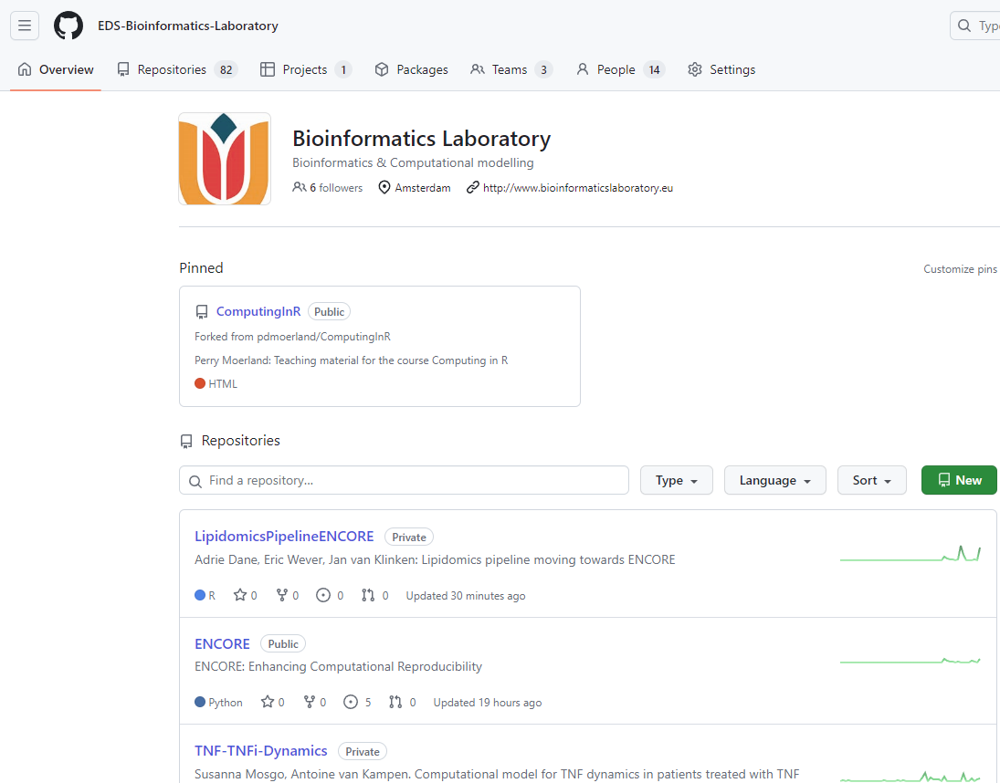 EDS-Bioinformatics-Laboratory
Type
Overview Repositories 82 Projects 1 Packages Teams 3 People 14 Settings
Bioinformatics Laboratory
Bioinformatics & Computational modelling
6 followers Amsterdam http://www.bioinformaticslaboratory.eu
Pinned
Customize pins
ComputingInR Public
Forked from pdmoerland/ComputingInR
Perry Moerland: Teaching material for the course Computing in R
HTML
Repositories
Find a repository... Type Language Sort New
LipidomicsPipelineENCORE Private
Adrie Dane, Eric Wever, Jan van Klinken: Lipidomics pipeline moving towards ENCORE
R 0 0 0 0 Updated 30 minutes ago
ENCORE Public
ENCORE: Enhancing Computational Reproducibility
Python 0 0 5 0 Updated 19 hours ago
TNF-TNFi-Dynamics Private
Susanna Mosgo, Antoine van Kampen. Computational model for TNF dynamics in patients treated with TNF